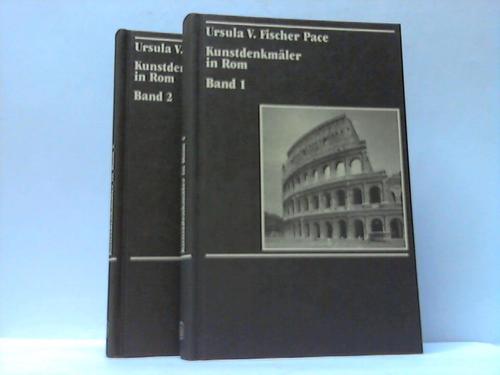 Ursula V. Fischer Pace
Kunstdenkmäler
in Rom
Band 1
Ursula V.
Kunstden
in Rom
Band 2